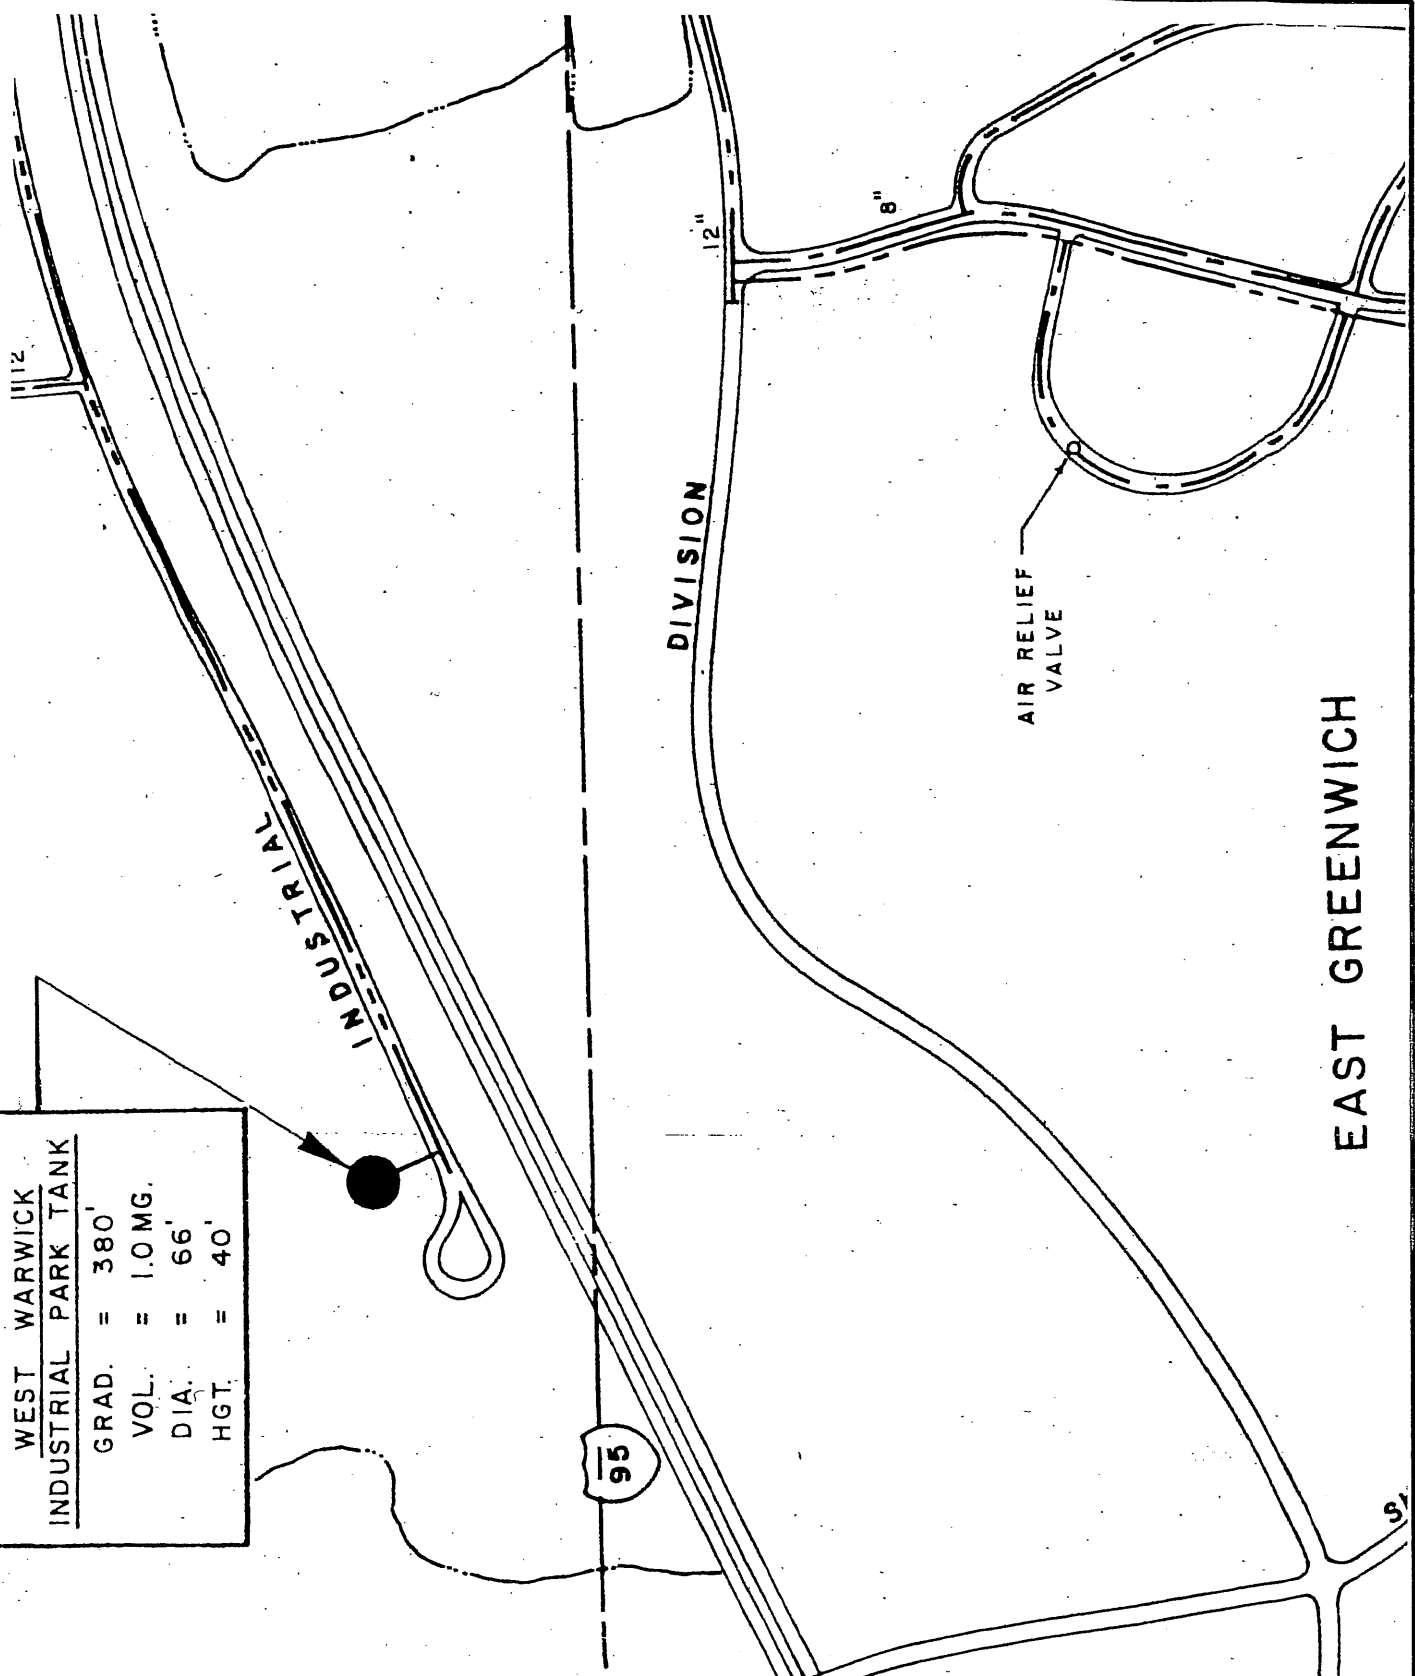 WEST WARWICK
INDUSTRIAL PARK TANK
GRAD. = 380'
VOL. = 1.0 MG.
DIA. = 66'
HGT. = 40'
INDUSTRIAL
12
95
DIVISION
12"
8"
AIR RELIEF
VALVE
EAST GREENWICH